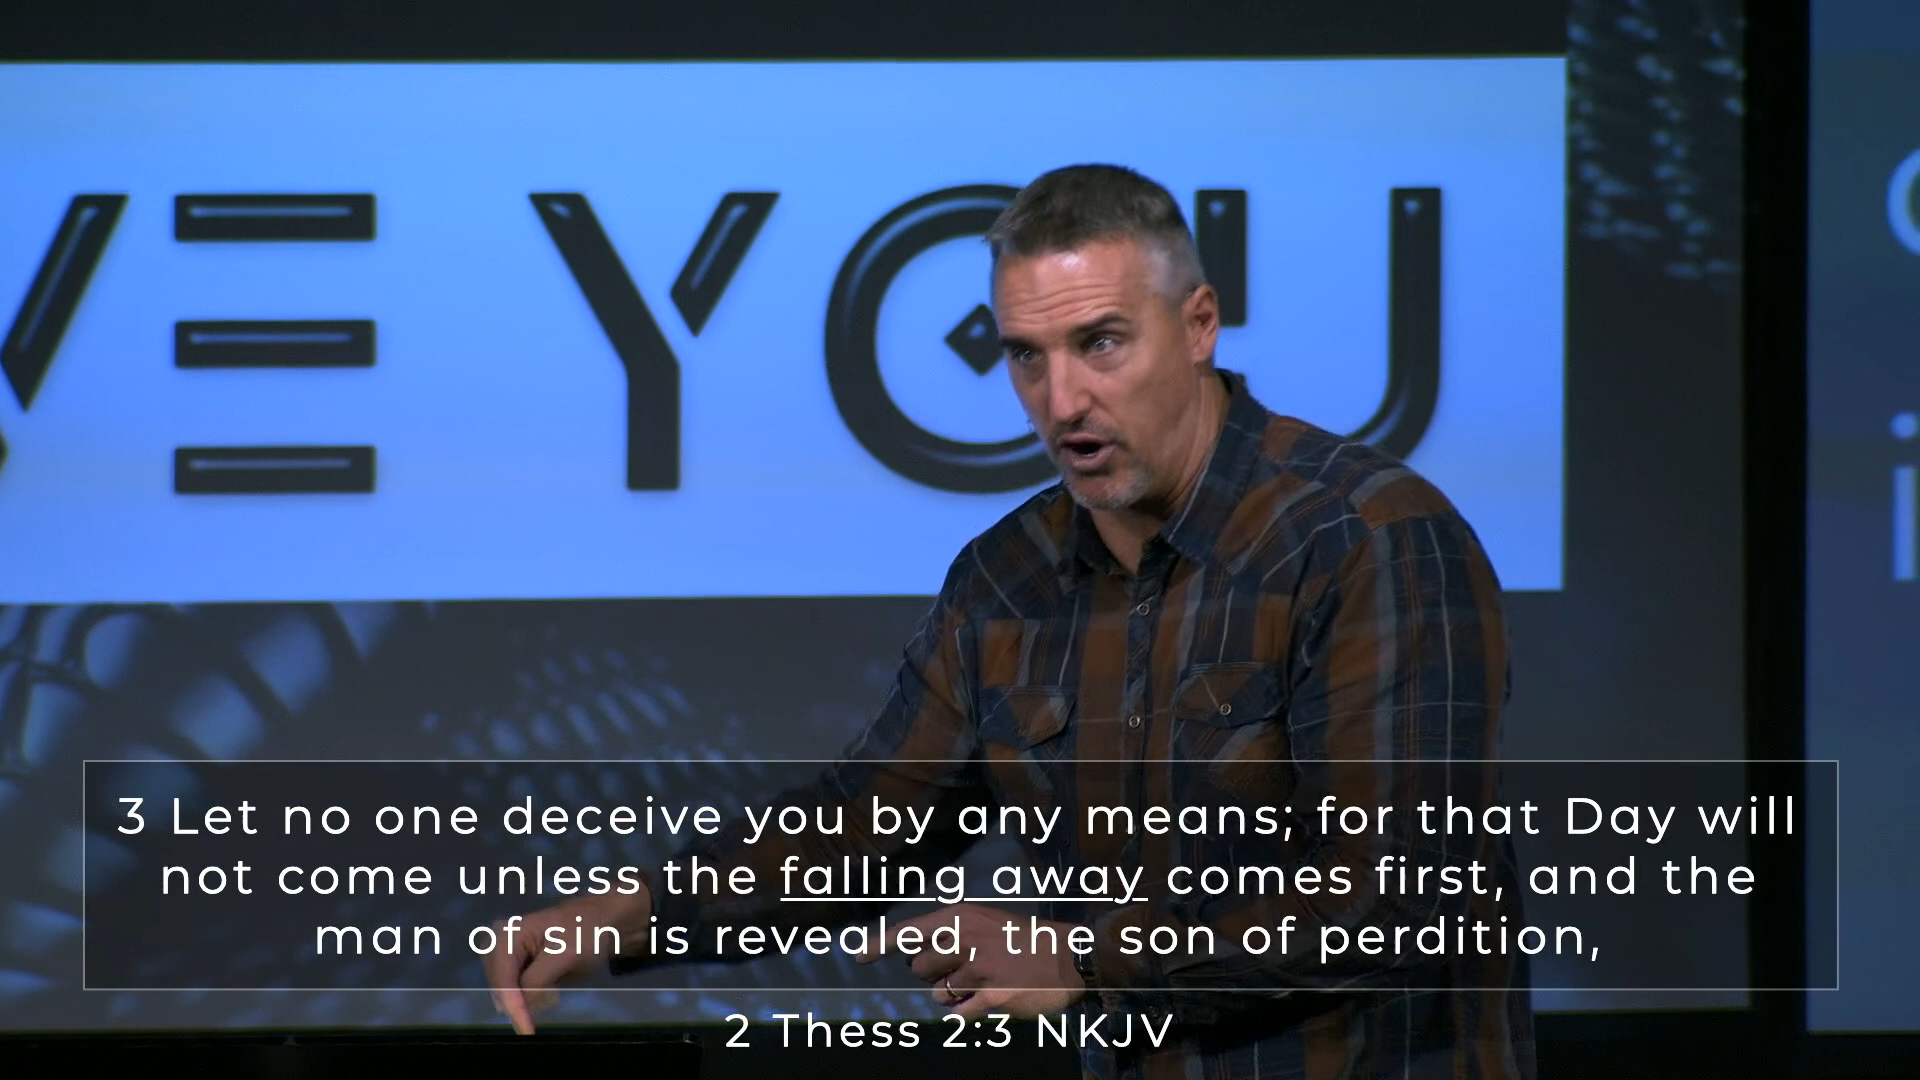 VE YOU
3 Let no one deceive you by any means; for that Day will
not come unless the falling away comes first, and the
man of sin is revealed, the son of perdition,
2 Thess 2:3 NKJV